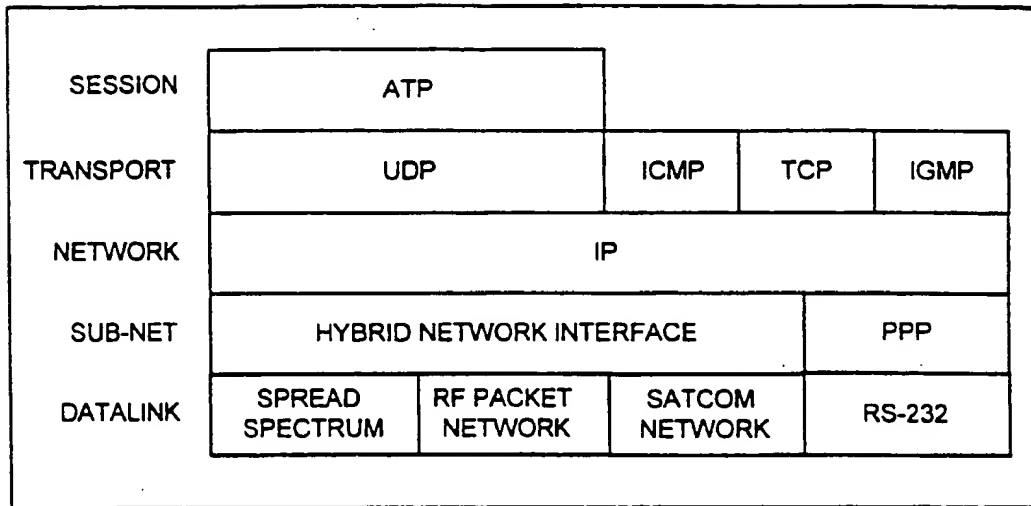 SESSION
ATP
TRANSPORT
UDP
ICMP
TCP
IGMP
NETWORK
IP
SUB-NET
HYBRID NETWORK INTERFACE
PPP
DATALINK
SPREAD
SPECTRUM
RF PACKET
NETWORK
SATCOM
NETWORK
RS-232